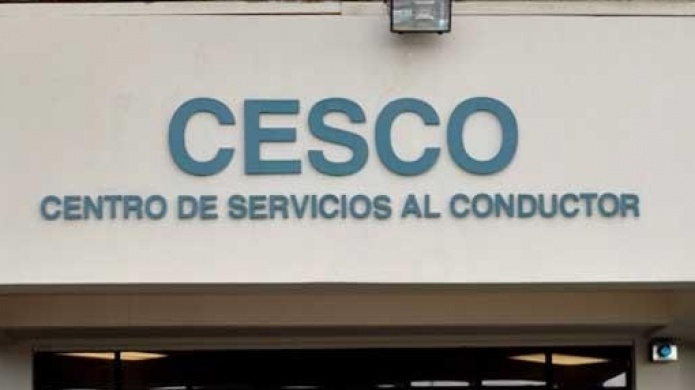 CESCO
CENTRO DE SERVICIOS AL CONDUCTOR